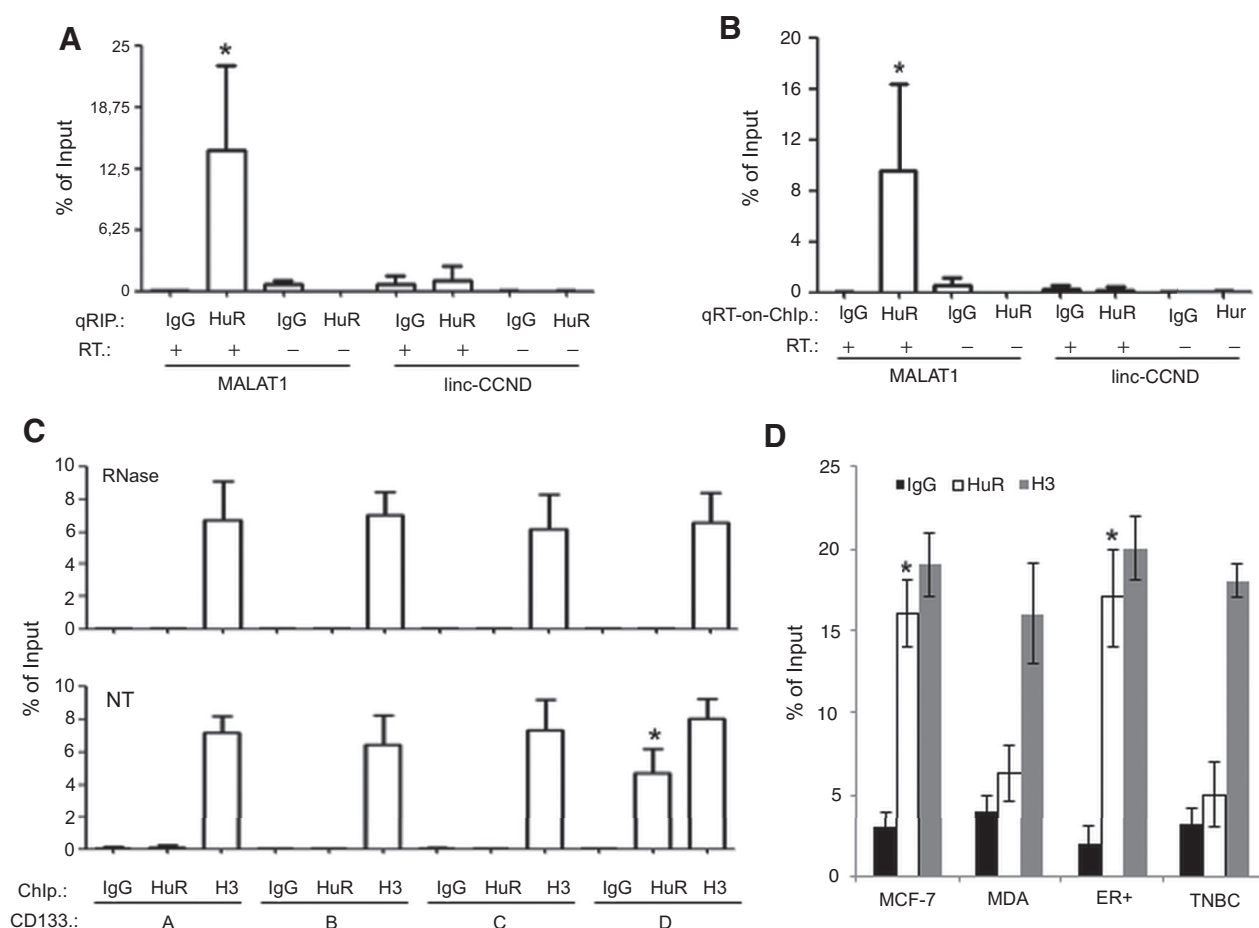 A
25
18,75
12,5
6,25
0
% of Input
*
qRIP.: IgG HuR IgG HuR IgG HuR IgG HuR
RT.: + + − − + + − −
MALAT1 linc-CCND
B
20
16
12
8
4
0
% of Input
*
qRT-on-ChIp.: IgG HuR IgG HuR IgG HuR IgG Hur
RT.: + + − − + + − −
MALAT1 linc-CCND
C
10
8
6
4
2
0
RNase
% of Input
10
8
6
4
2
0
NT
*
ChIp.: IgG HuR H3 IgG HuR H3 IgG HuR H3 IgG HuR H3
CD133.: A B C D
D
25
20
15
10
5
0
% of Input
IgG HuR H3
* *
MCF-7 MDA ER+ TNBC